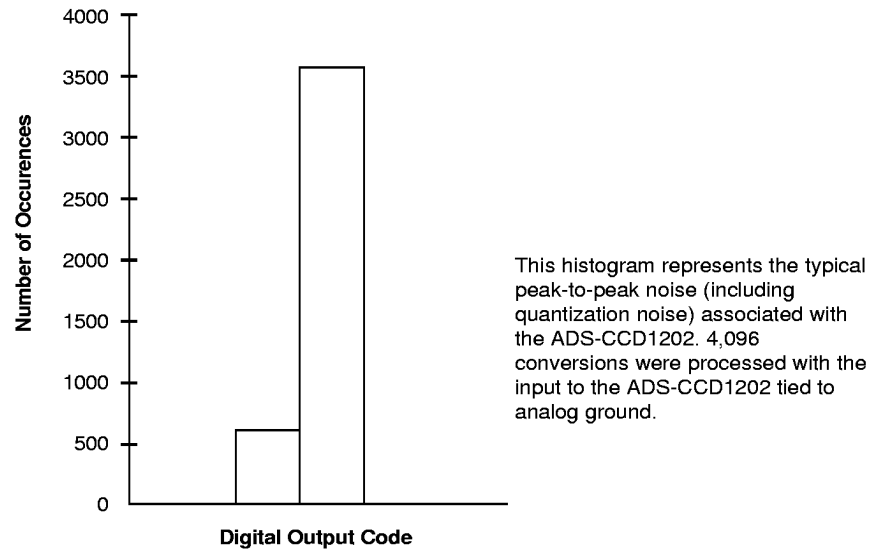 4000
3500
3000
2500
2000
1500
1000
500
0
Number of Occurences
Digital Output Code
This histogram represents the typical
peak-to-peak noise (including
quantization noise) associated with
the ADS-CCD1202. 4,096
conversions were processed with the
input to the ADS-CCD1202 tied to
analog ground.